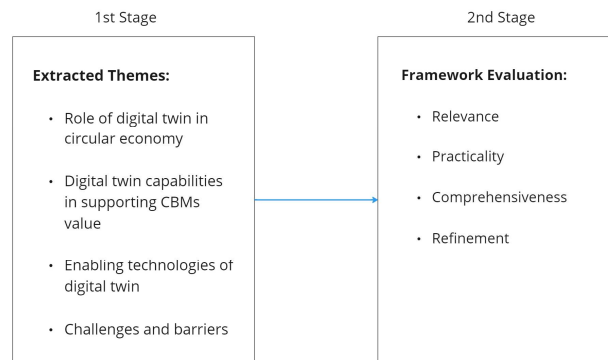 1st Stage
Extracted Themes:
• Role of digital twin in
circular economy
• Digital twin capabilities
in supporting CBMs
value
• Enabling technologies of
digital twin
• Challenges and barriers
2nd Stage
Framework Evaluation:
• Relevance
• Practicality
• Comprehensiveness
• Refinement